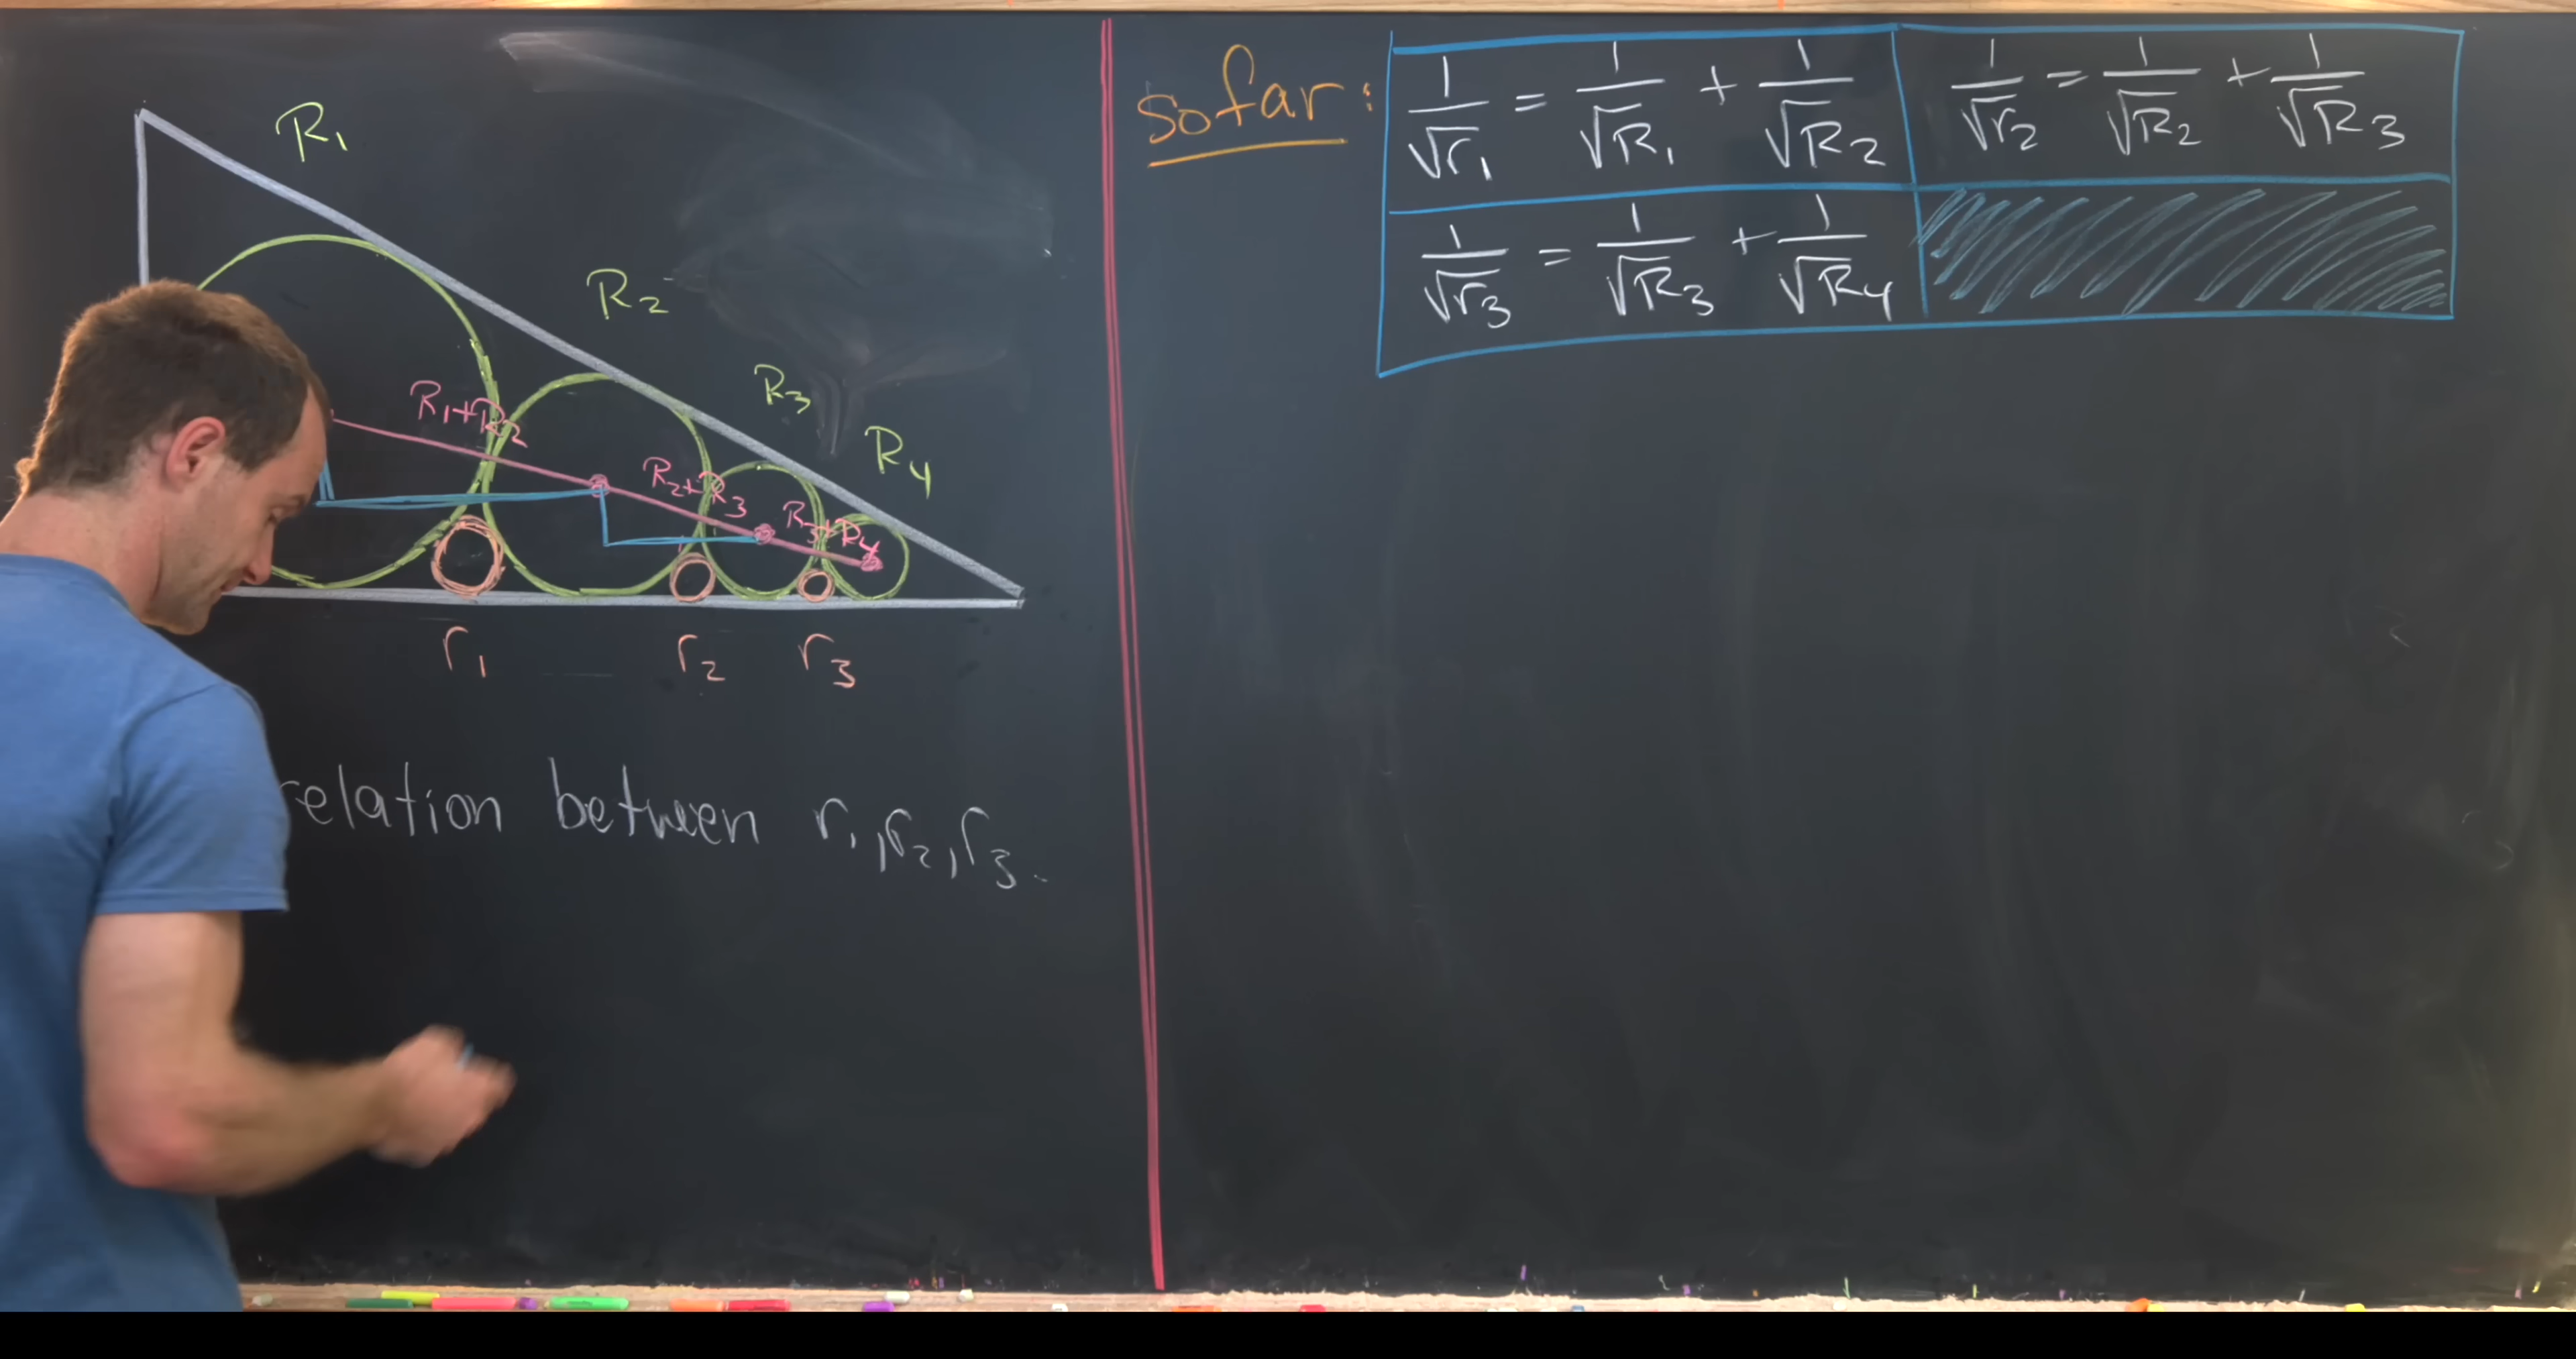 R₁
R₂
R₃
R₄
R₁+R₂
R₂+R₃
R₃+R₄
r₁ r₂ r₃
relation between r₁, r₂, r₃.
so far:
1/√r₁ = 1/√R₁ + 1/√R₂
1/√r₂ = 1/√R₂ + 1/√R₃
1/√r₃ = 1/√R₃ + 1/√R₄